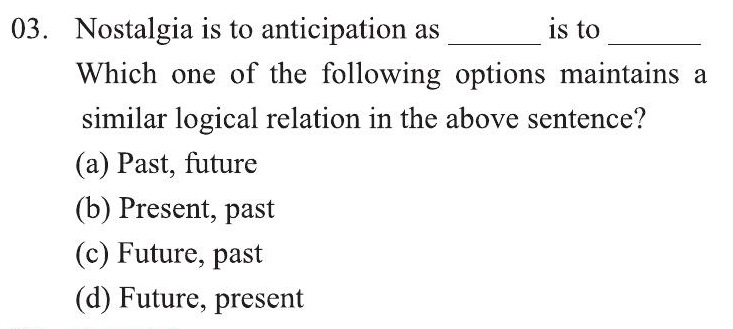 03. Nostalgia is to anticipation as ______ is to ______
Which one of the following options maintains a
similar logical relation in the above sentence?
(a) Past, future
(b) Present, past
(c) Future, past
(d) Future, present